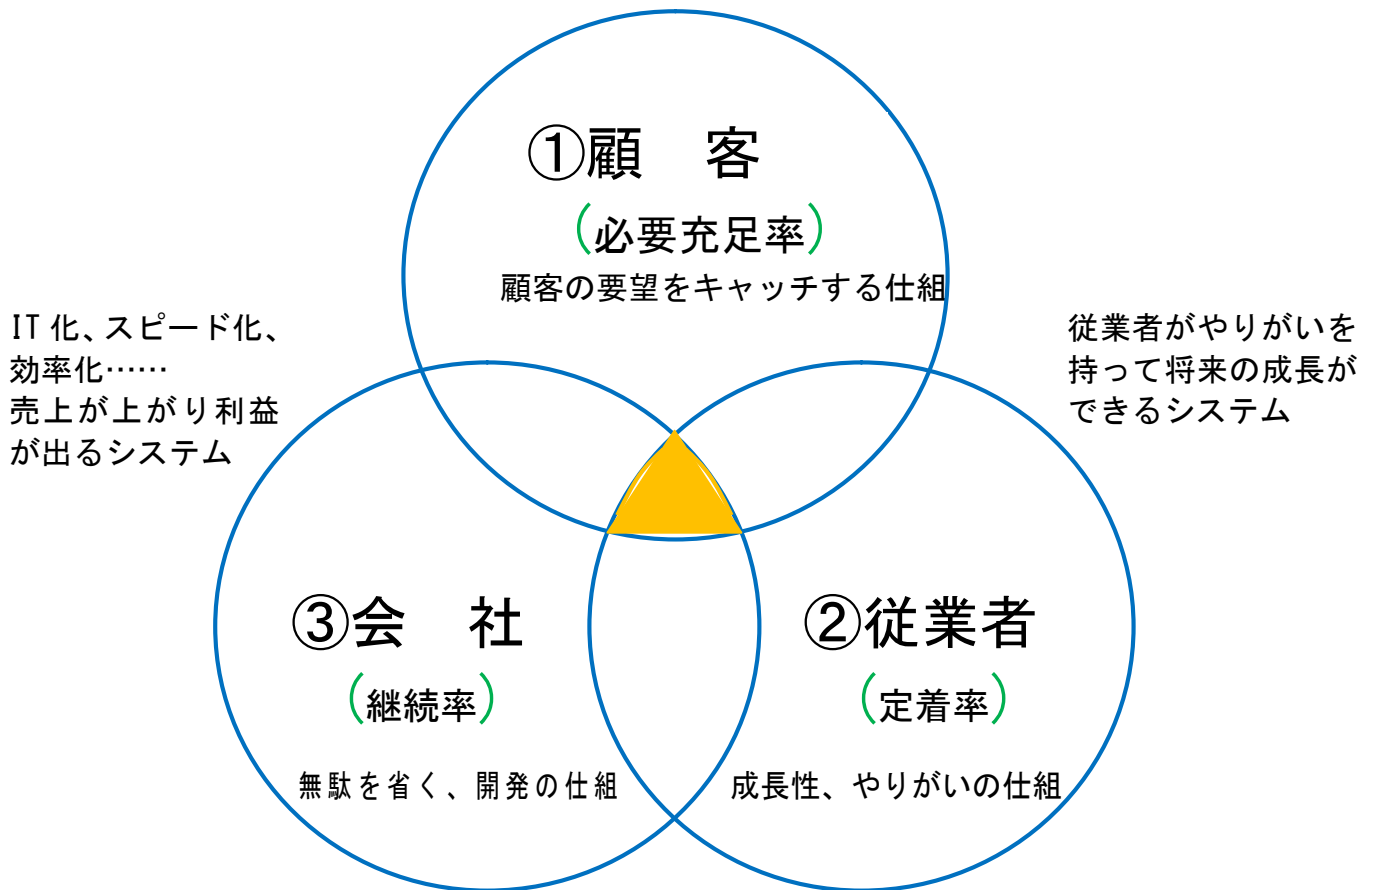 ①顧　客
(必要充足率)
顧客の要望をキャッチする仕組
IT化、スピード化、
効率化……
売上が上がり利益
が出るシステム
従業者がやりがいを
持って将来の成長が
できるシステム
③会　社
(継続率)
無駄を省く、開発の仕組
②従業者
(定着率)
成長性、やりがいの仕組